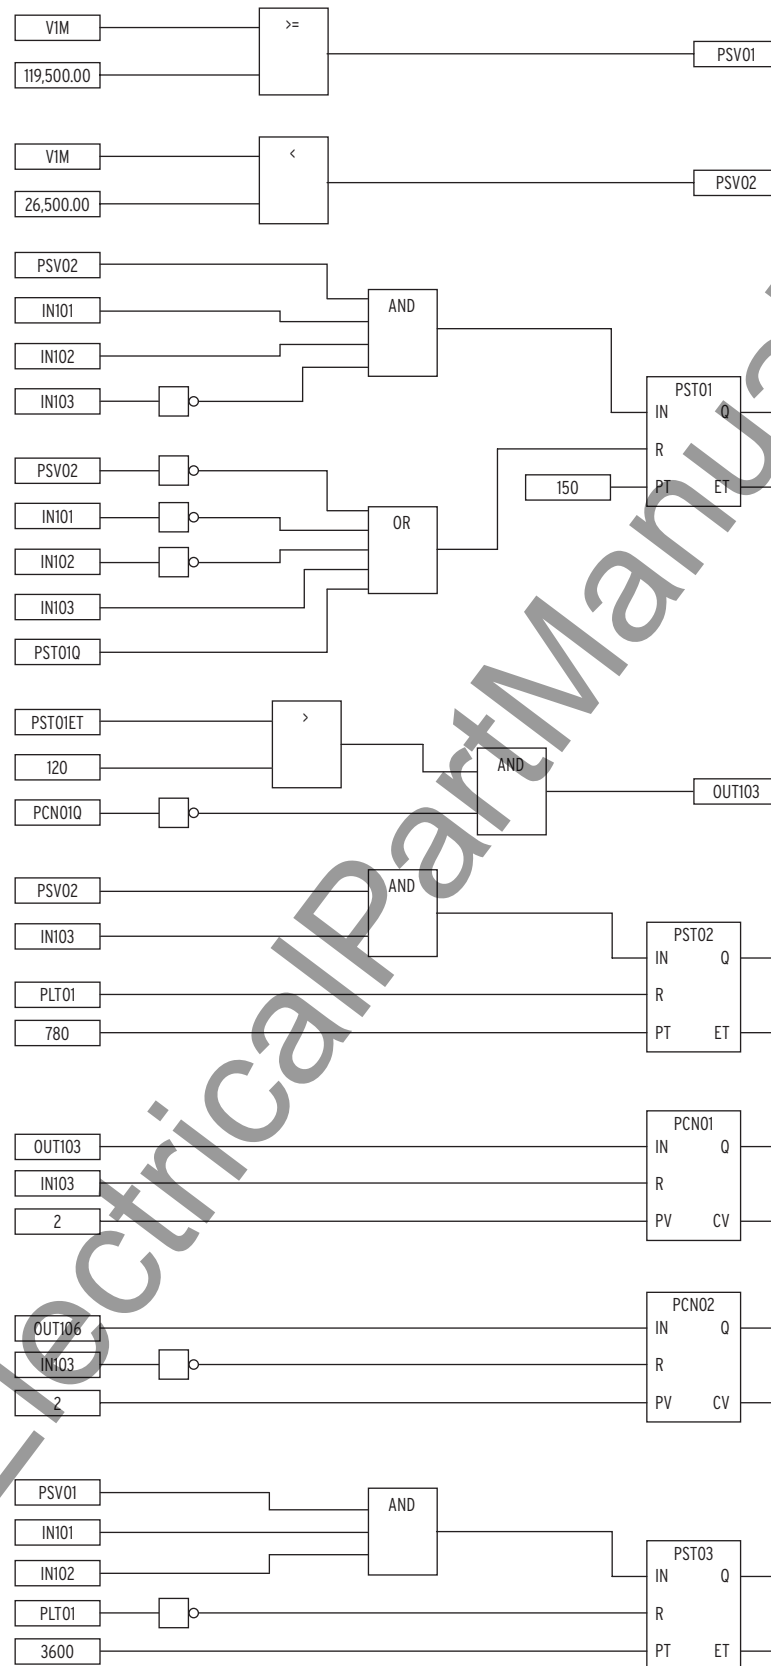 V1M
>=
PSV01
119,500.00
V1M
<
PSV02
26,500.00
PSV02
AND
IN101
IN102
IN103
PST01
IN Q
R
150
PT ET
PSV02
IN101
OR
IN102
IN103
PST01Q
PST01ET
>
120
AND
OUT103
PCN01Q
PSV02
AND
IN103
PST02
IN Q
PLT01
R
780
PT ET
PCN01
OUT103
IN Q
IN103
R
2
PV CV
PCN02
OUT106
IN Q
IN103
R
2
PV CV
PSV01
AND
IN101
IN102
PST03
IN Q
PLT01
R
3600
PT ET
lectricalPartManua